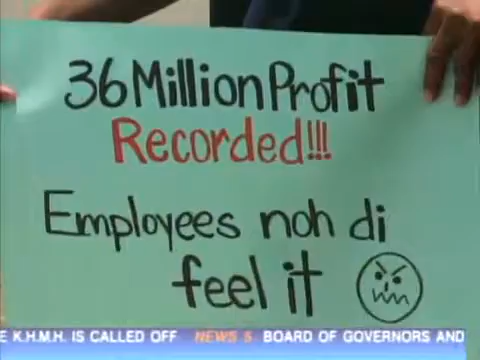 36 Million Profit
Recorded!!!
Employees noh di
feel it
E K.H.M.H. IS CALLED OFF NEWS 5 BOARD OF GOVERNORS AND